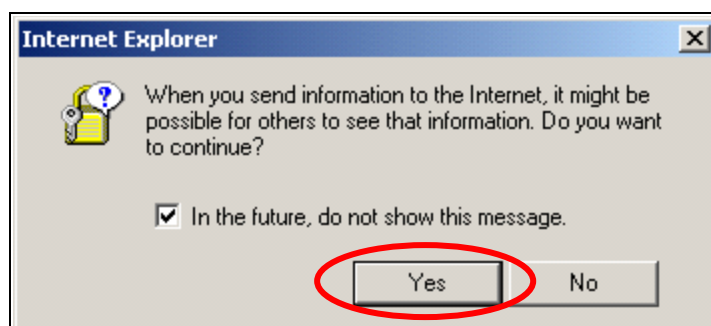 Internet Explorer
When you send information to the Internet, it might be
possible for others to see that information. Do you want
to continue?
In the future, do not show this message.
Yes No